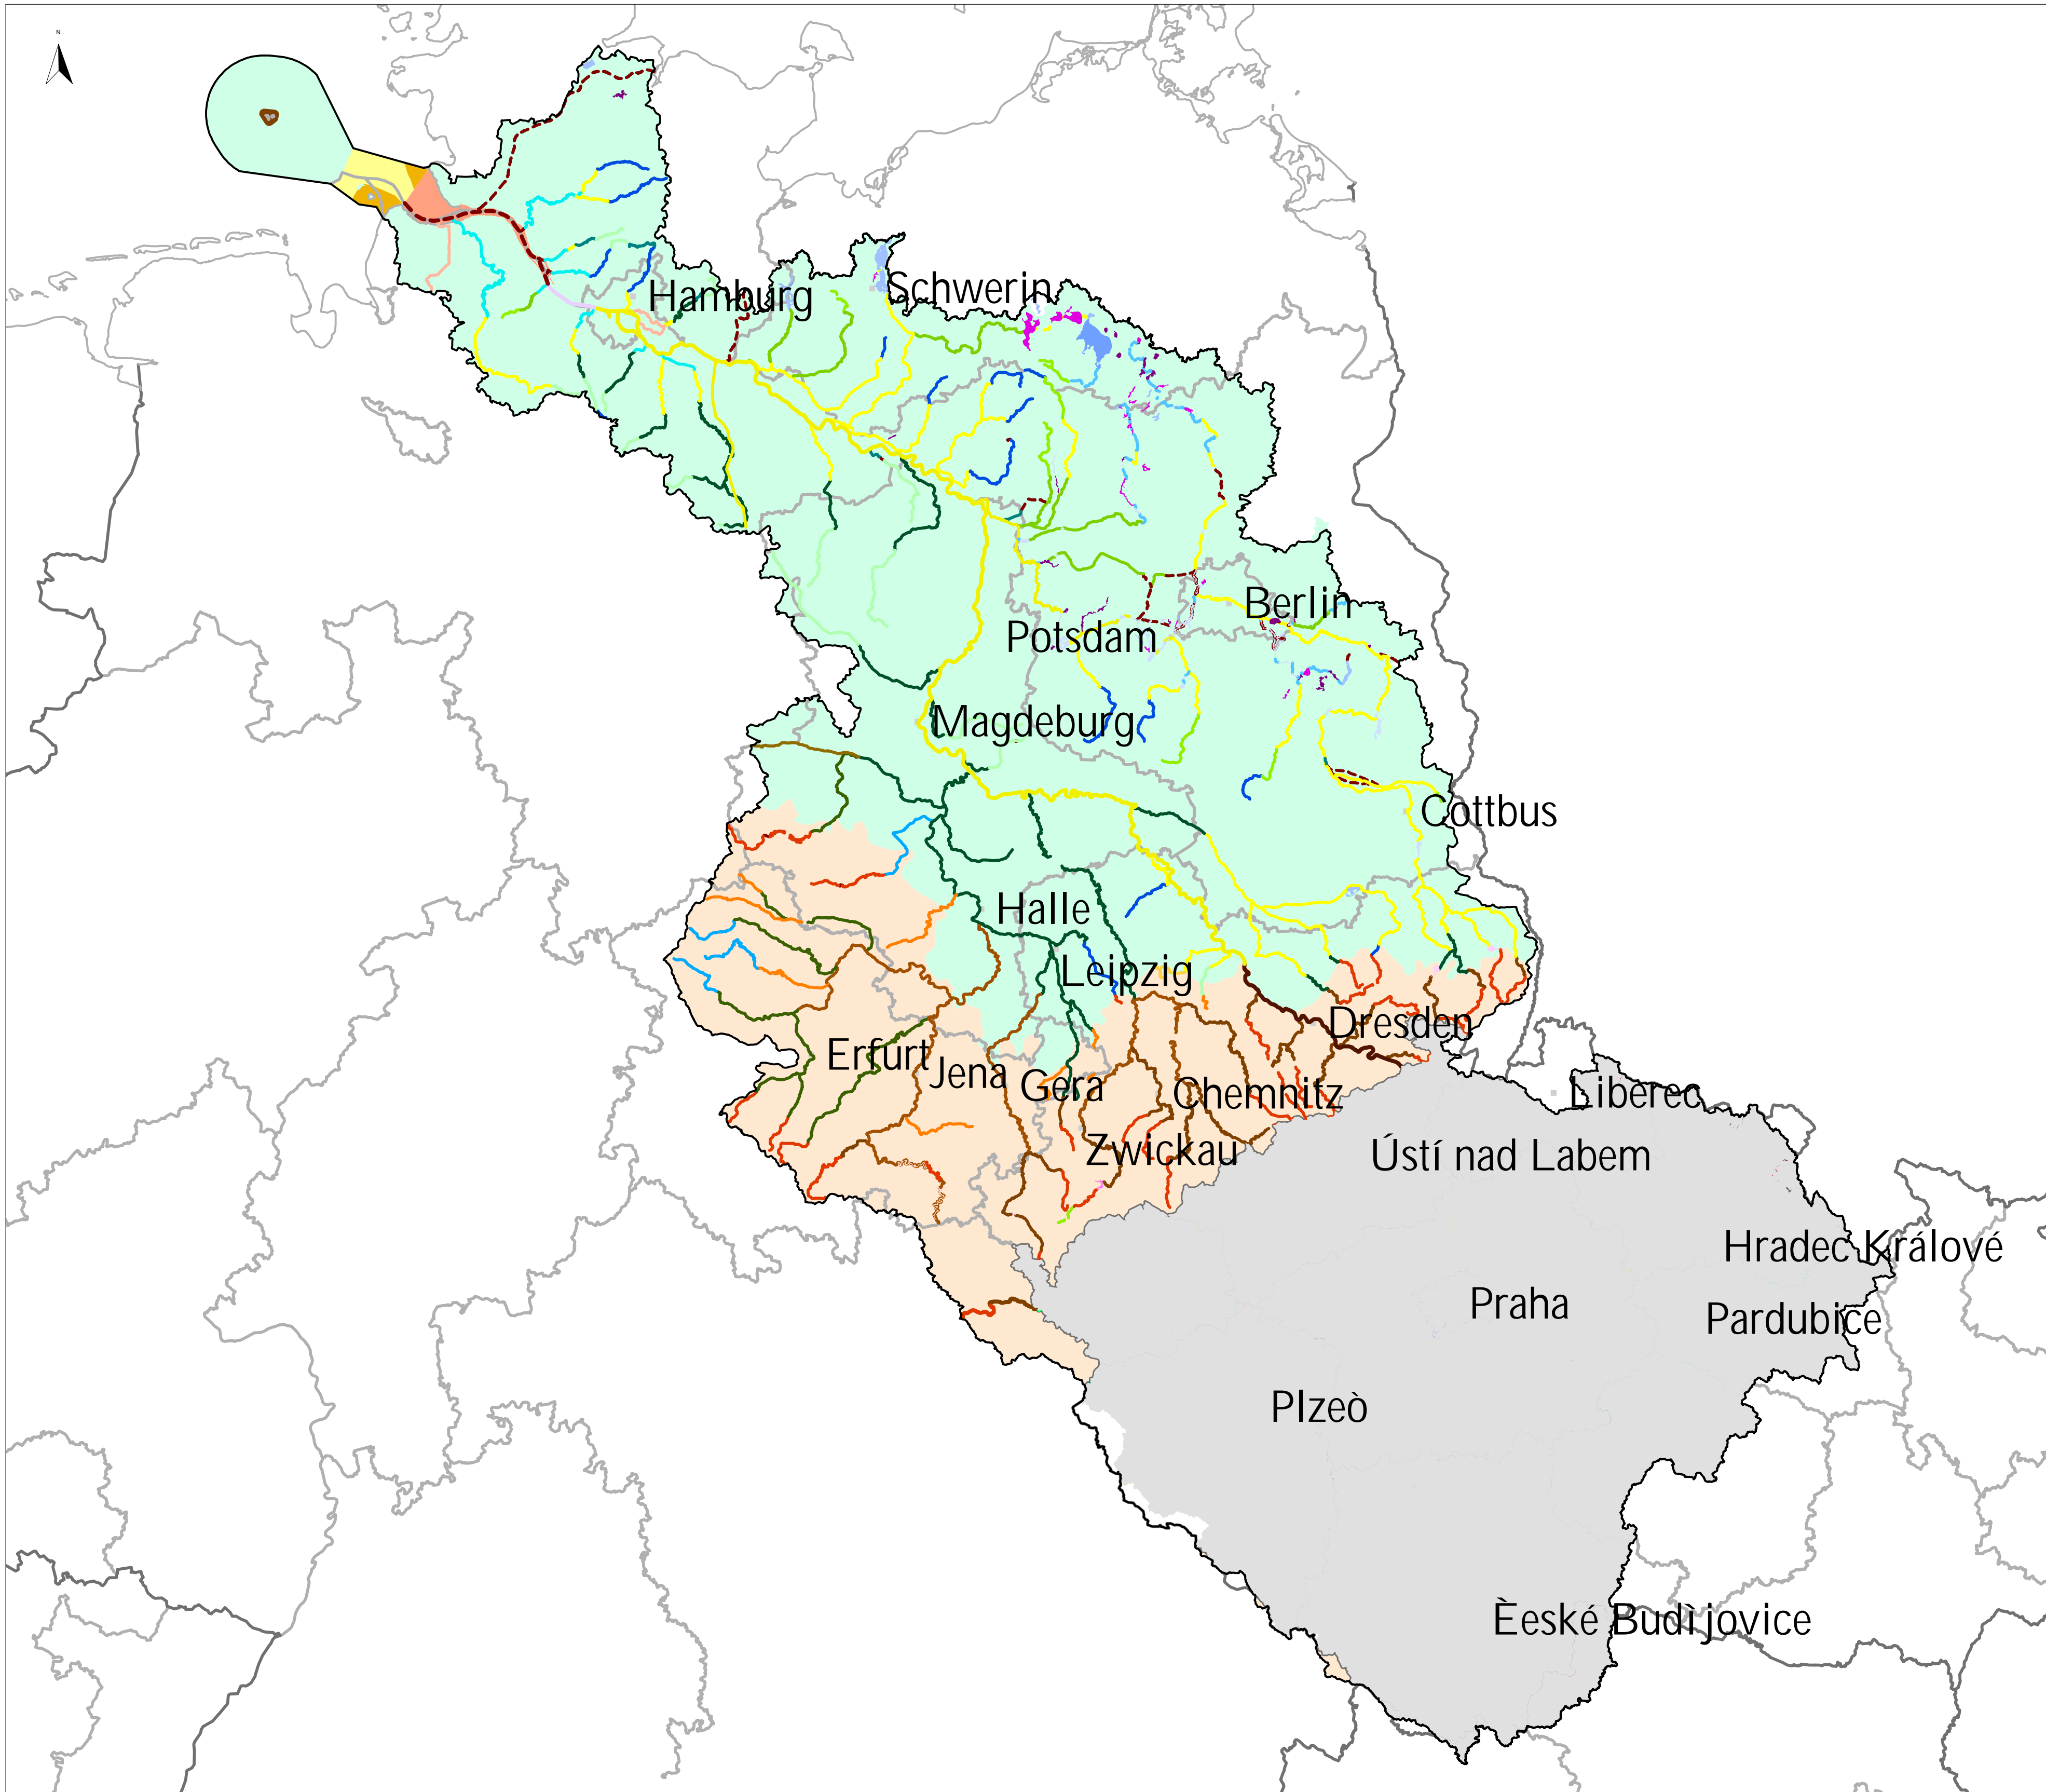 N
Hamburg
Schwerin
Berlin
Potsdam
Magdeburg
Cottbus
Halle
Leipzig
Dresden
Erfurt
Jena
Gera
Chemnitz
Liberec
Zwickau
Ústí nad Labem
Hradec Králové
Praha
Pardubice
Plzeò
Èeské Budìjovice